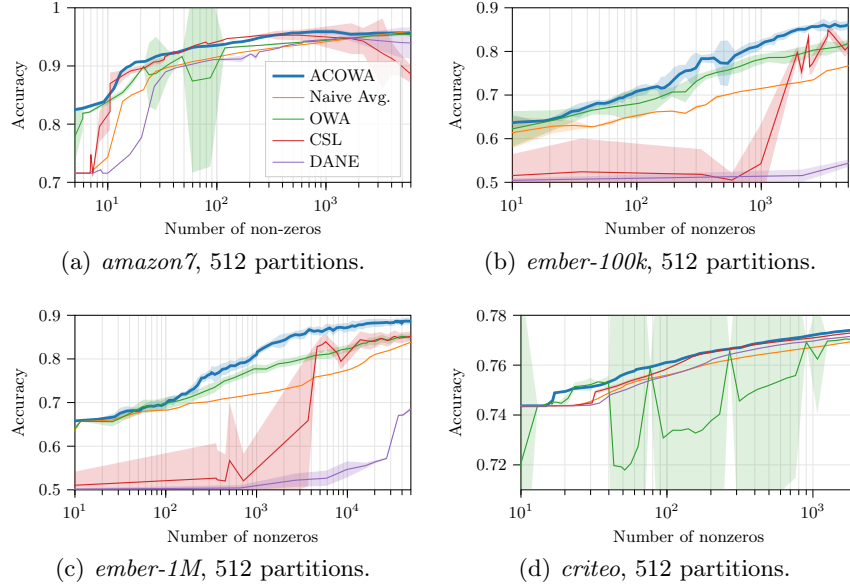 1
0.9
0.8
0.7
Accuracy
10^1
10^2
10^3
Number of non-zeros
ACOWA
Naive Avg.
OWA
CSL
DANE
(a) amazon7, 512 partitions.
0.9
0.8
0.7
0.6
0.5
Accuracy
10^1
10^2
10^3
Number of nonzeros
(b) ember-100k, 512 partitions.
0.9
0.8
0.7
0.6
0.5
Accuracy
10^1
10^2
10^3
10^4
Number of nonzeros
(c) ember-1M, 512 partitions.
0.78
0.76
0.74
0.72
Accuracy
10^1
10^2
10^3
Number of nonzeros
(d) criteo, 512 partitions.